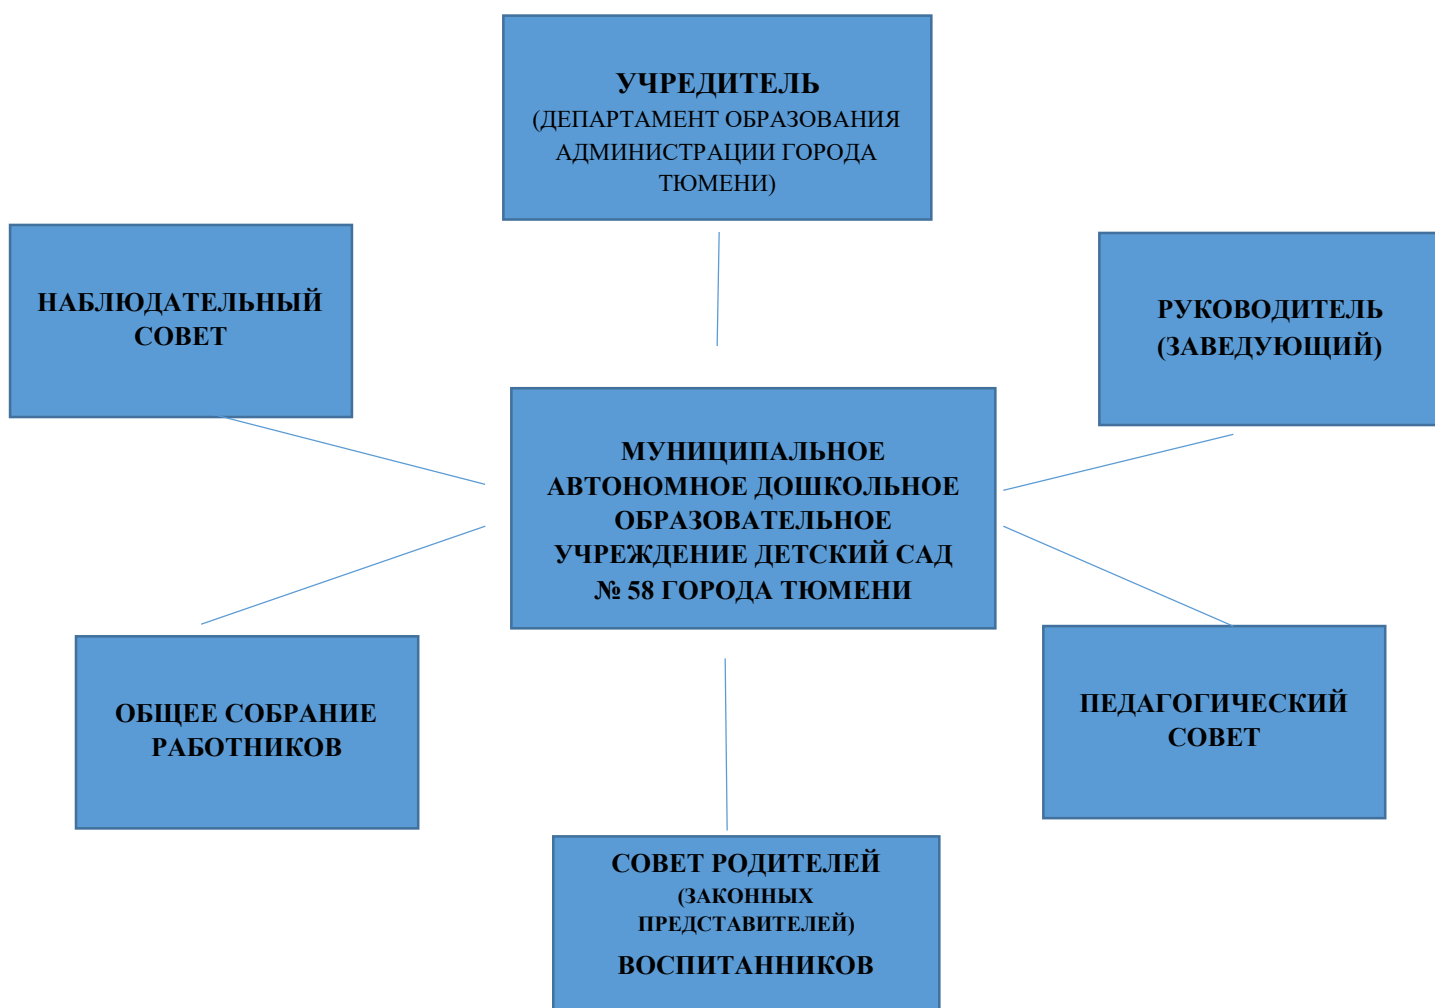 УЧРЕДИТЕЛЬ
(ДЕПАРТАМЕНТ ОБРАЗОВАНИЯ
АДМИНИСТРАЦИИ ГОРОДА
ТЮМЕНИ)
НАБЛЮДАТЕЛЬНЫЙ
СОВЕТ
РУКОВОДИТЕЛЬ
(ЗАВЕДУЮЩИЙ)
МУНИЦИПАЛЬНОЕ
АВТОНОМНОЕ ДОШКОЛЬНОЕ
ОБРАЗОВАТЕЛЬНОЕ
УЧРЕЖДЕНИЕ ДЕТСКИЙ САД
№ 58 ГОРОДА ТЮМЕНИ
ОБЩЕЕ СОБРАНИЕ
РАБОТНИКОВ
ПЕДАГОГИЧЕСКИЙ
СОВЕТ
СОВЕТ РОДИТЕЛЕЙ
(ЗАКОННЫХ
ПРЕДСТАВИТЕЛЕЙ)
ВОСПИТАННИКОВ